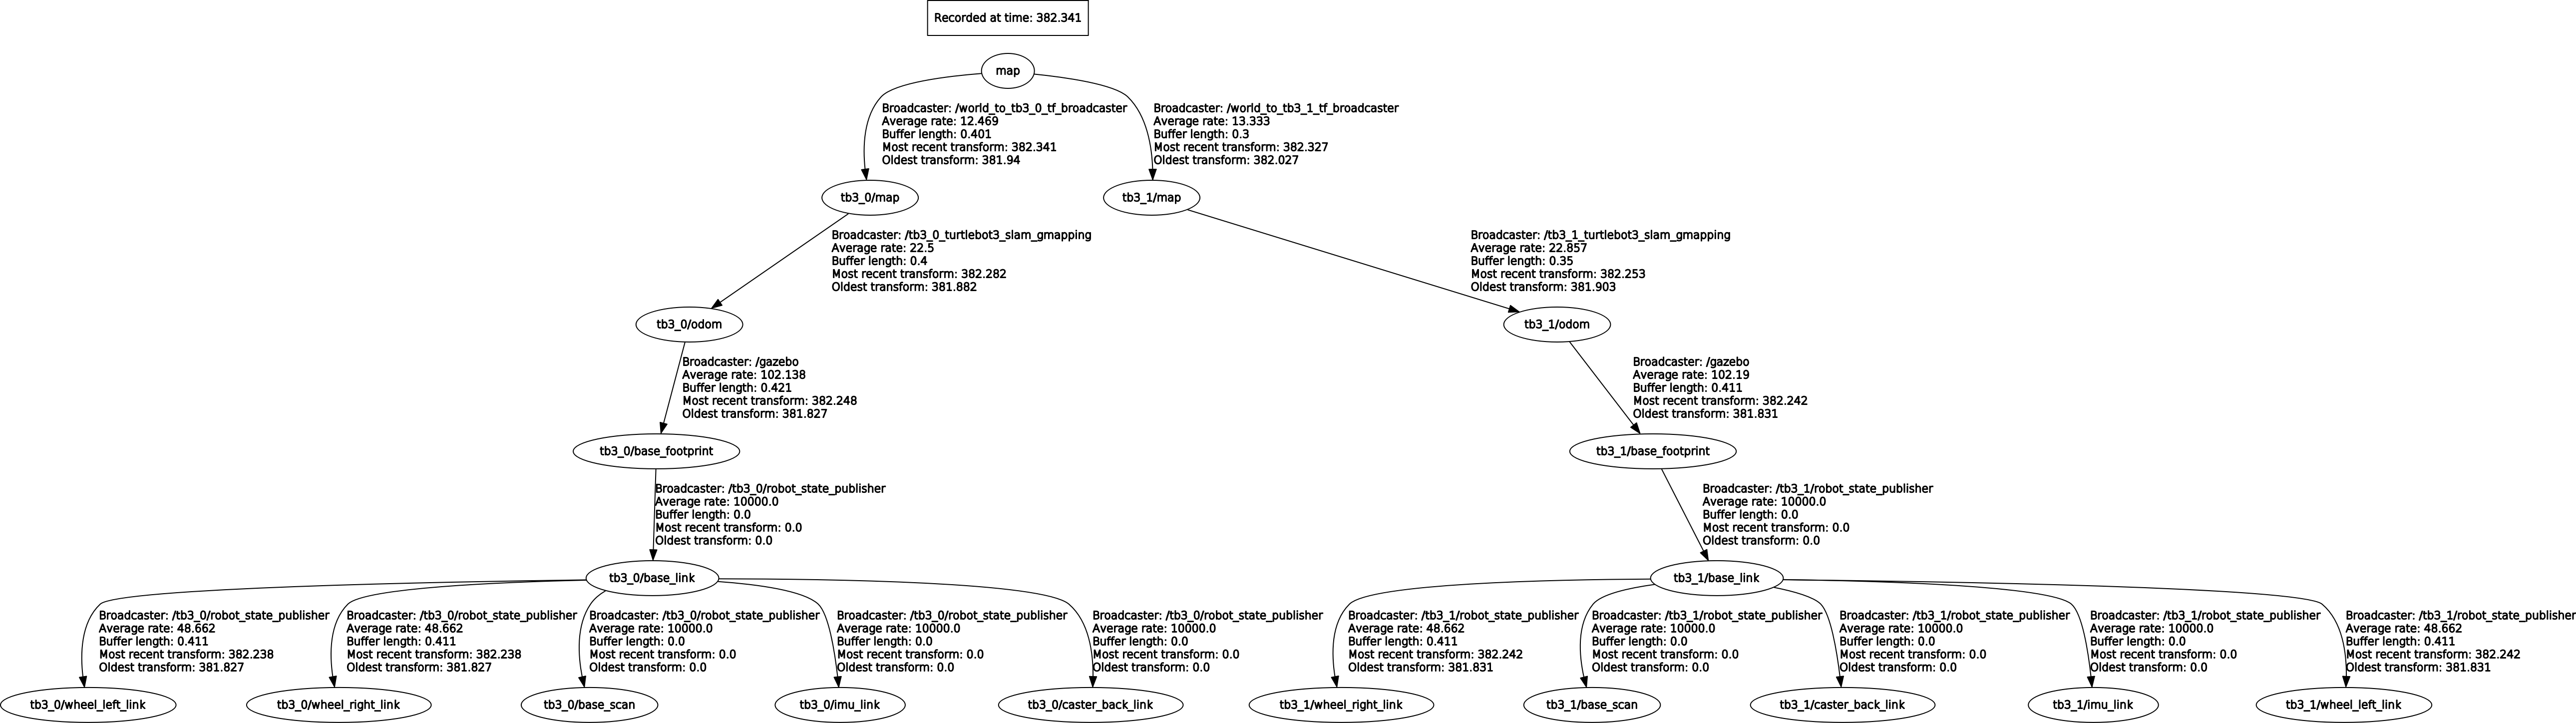 Recorded at time: 382.341
map
Broadcaster: /world_to_tb3_0_tf_broadcaster
Average rate: 12.469
Buffer length: 0.401
Most recent transform: 382.341
Oldest transform: 381.94
Broadcaster: /world_to_tb3_1_tf_broadcaster
Average rate: 13.333
Buffer length: 0.3
Most recent transform: 382.327
Oldest transform: 382.027
tb3_0/map
tb3_1/map
Broadcaster: /tb3_0_turtlebot3_slam_gmapping
Average rate: 22.5
Buffer length: 0.4
Most recent transform: 382.282
Oldest transform: 381.882
Broadcaster: /tb3_1_turtlebot3_slam_gmapping
Average rate: 22.857
Buffer length: 0.35
Most recent transform: 382.253
Oldest transform: 381.903
tb3_0/odom
tb3_1/odom
Broadcaster: /gazebo
Average rate: 102.138
Buffer length: 0.421
Most recent transform: 382.248
Oldest transform: 381.827
Broadcaster: /gazebo
Average rate: 102.19
Buffer length: 0.411
Most recent transform: 382.242
Oldest transform: 381.831
tb3_0/base_footprint
tb3_1/base_footprint
Broadcaster: /tb3_0/robot_state_publisher
Average rate: 10000.0
Buffer length: 0.0
Most recent transform: 0.0
Oldest transform: 0.0
Broadcaster: /tb3_1/robot_state_publisher
Average rate: 10000.0
Buffer length: 0.0
Most recent transform: 0.0
Oldest transform: 0.0
tb3_0/base_link
tb3_1/base_link
Broadcaster: /tb3_0/robot_state_publisher
Average rate: 48.662
Buffer length: 0.411
Most recent transform: 382.238
Oldest transform: 381.827
Broadcaster: /tb3_0/robot_state_publisher
Average rate: 48.662
Buffer length: 0.411
Most recent transform: 382.238
Oldest transform: 381.827
Broadcaster: /tb3_0/robot_state_publisher
Average rate: 10000.0
Buffer length: 0.0
Most recent transform: 0.0
Oldest transform: 0.0
Broadcaster: /tb3_0/robot_state_publisher
Average rate: 10000.0
Buffer length: 0.0
Most recent transform: 0.0
Oldest transform: 0.0
Broadcaster: /tb3_0/robot_state_publisher
Average rate: 10000.0
Buffer length: 0.0
Most recent transform: 0.0
Oldest transform: 0.0
Broadcaster: /tb3_1/robot_state_publisher
Average rate: 48.662
Buffer length: 0.411
Most recent transform: 382.242
Oldest transform: 381.831
Broadcaster: /tb3_1/robot_state_publisher
Average rate: 10000.0
Buffer length: 0.0
Most recent transform: 0.0
Oldest transform: 0.0
Broadcaster: /tb3_1/robot_state_publisher
Average rate: 10000.0
Buffer length: 0.0
Most recent transform: 0.0
Oldest transform: 0.0
Broadcaster: /tb3_1/robot_state_publisher
Average rate: 10000.0
Buffer length: 0.0
Most recent transform: 0.0
Oldest transform: 0.0
Broadcaster: /tb3_1/robot_state_publisher
Average rate: 48.662
Buffer length: 0.411
Most recent transform: 382.242
Oldest transform: 381.831
tb3_0/wheel_left_link
tb3_0/wheel_right_link
tb3_0/base_scan
tb3_0/imu_link
tb3_0/caster_back_link
tb3_1/wheel_right_link
tb3_1/base_scan
tb3_1/caster_back_link
tb3_1/imu_link
tb3_1/wheel_left_link